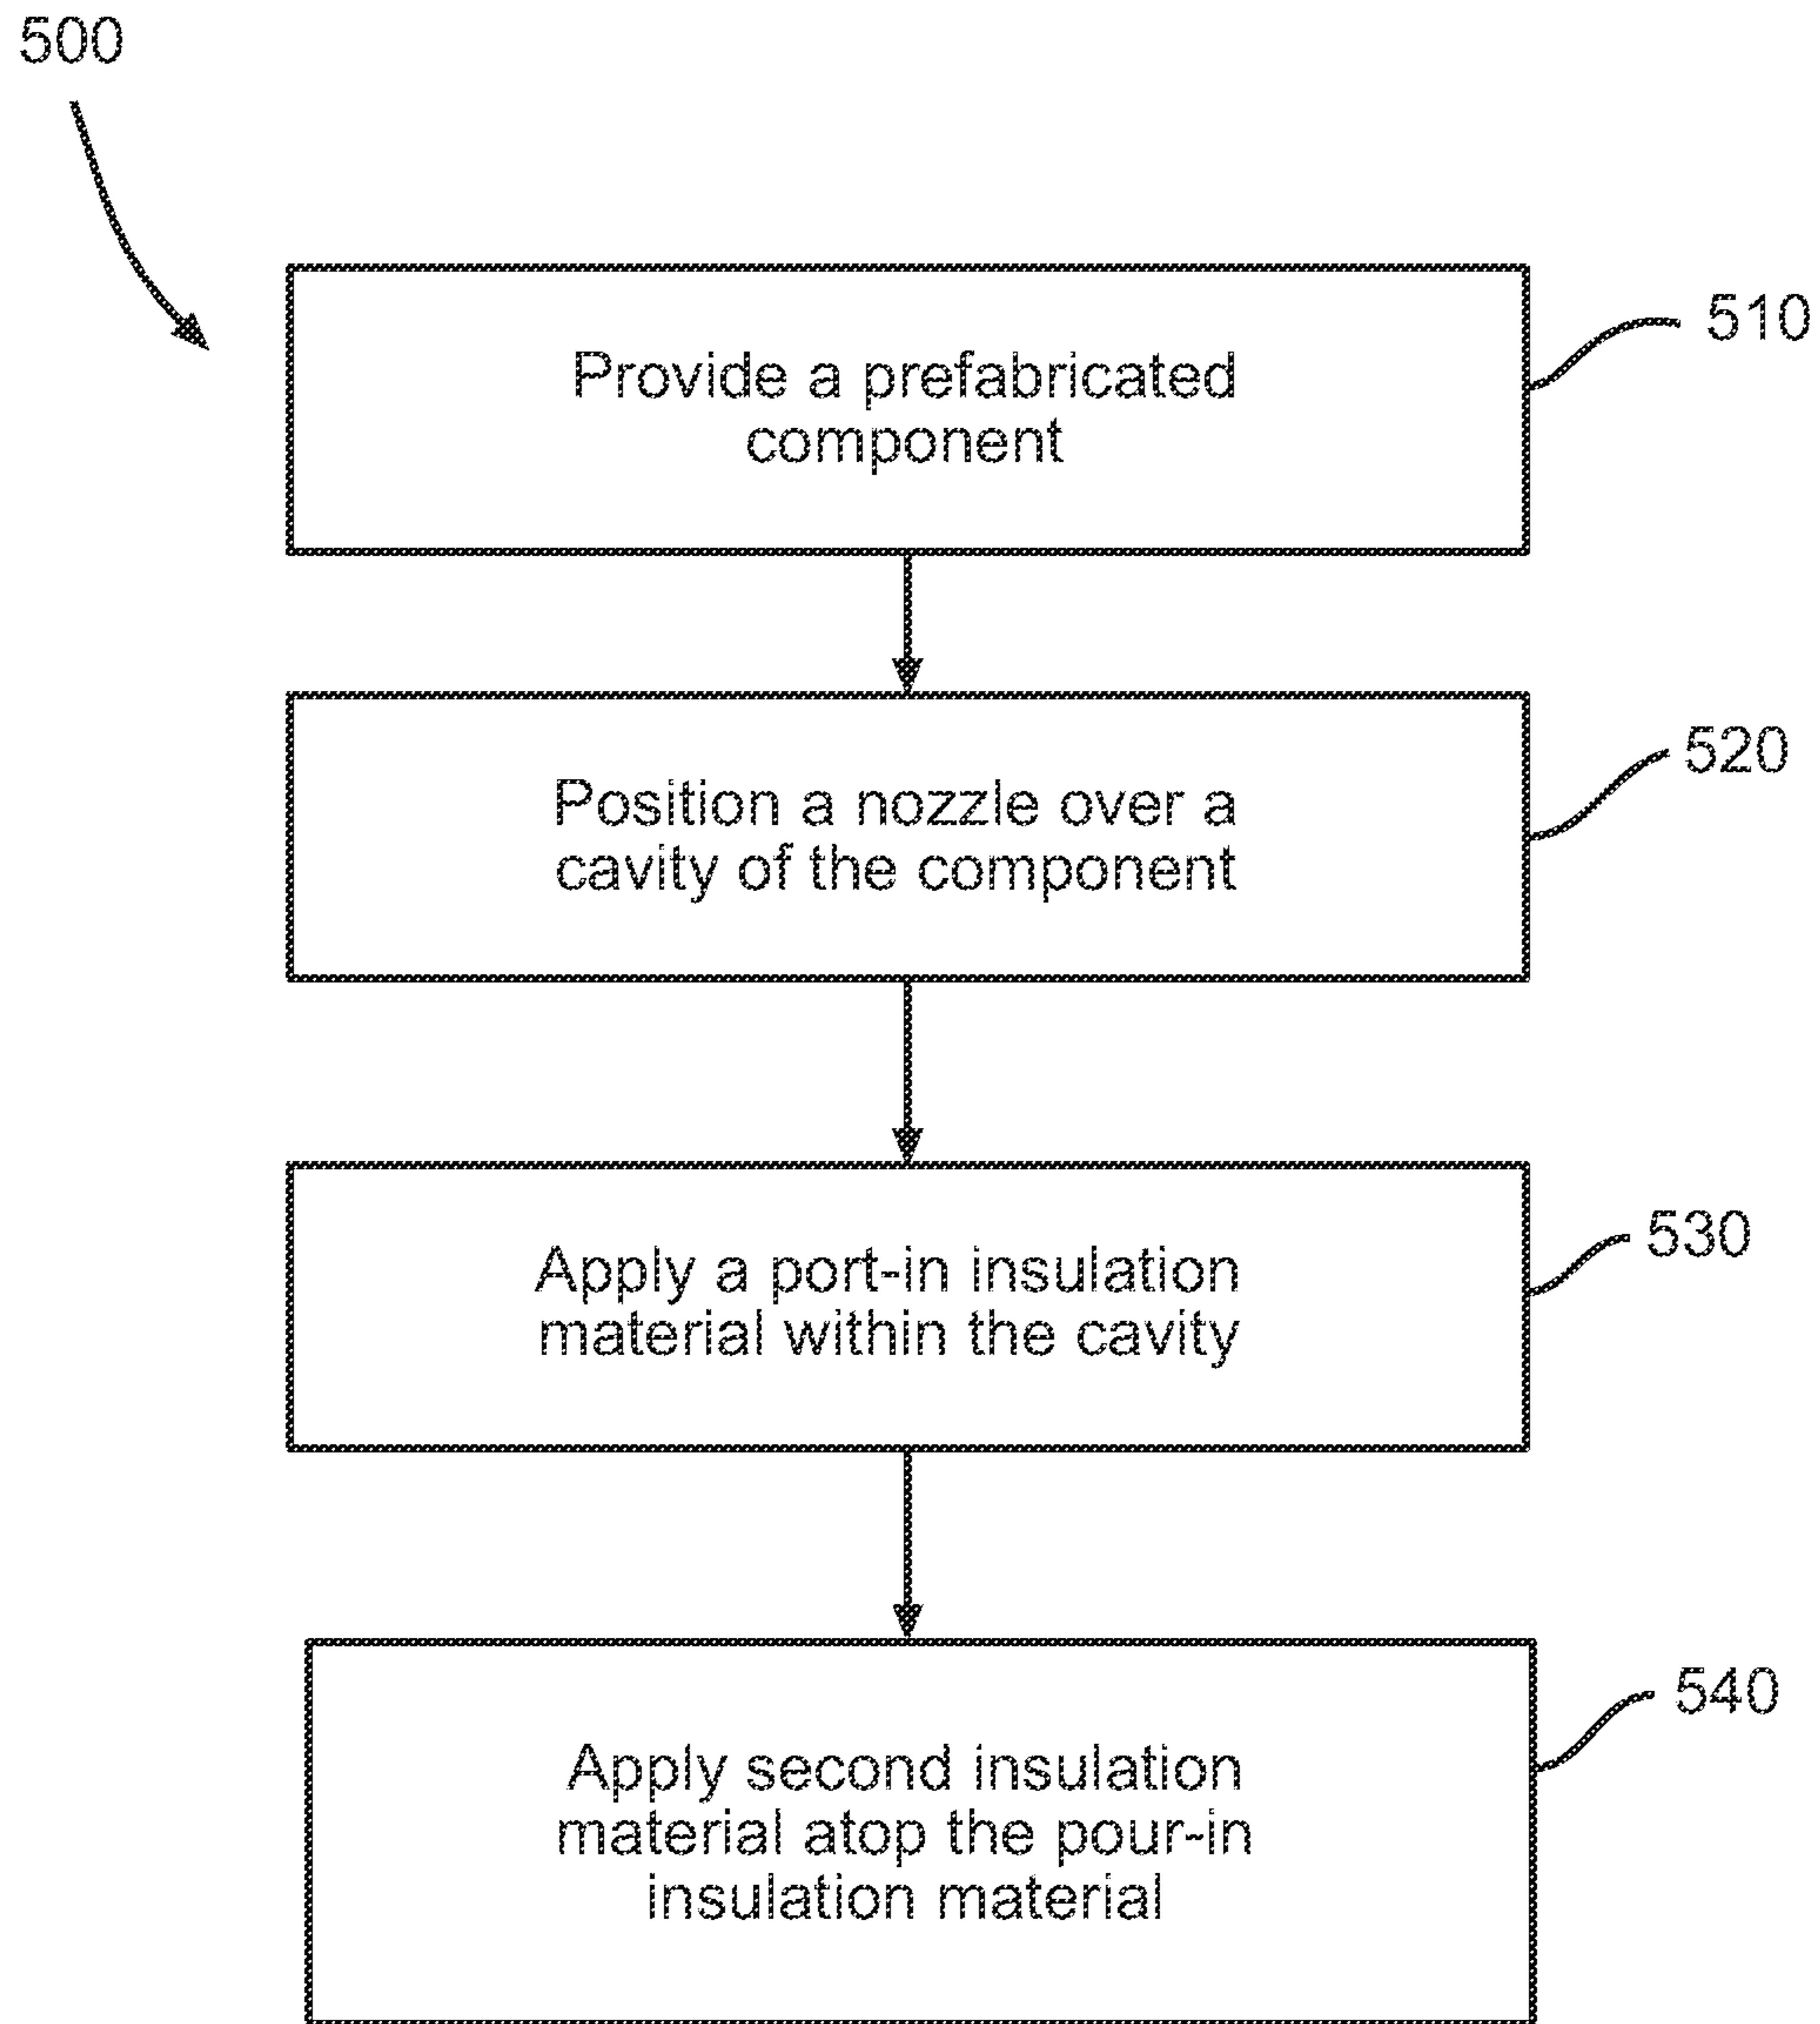 500
Provide a prefabricated
component
510
Position a nozzle over a
cavity of the component
520
Apply a port-in insulation
material within the cavity
530
Apply second insulation
material atop the pour-in
insulation material
540